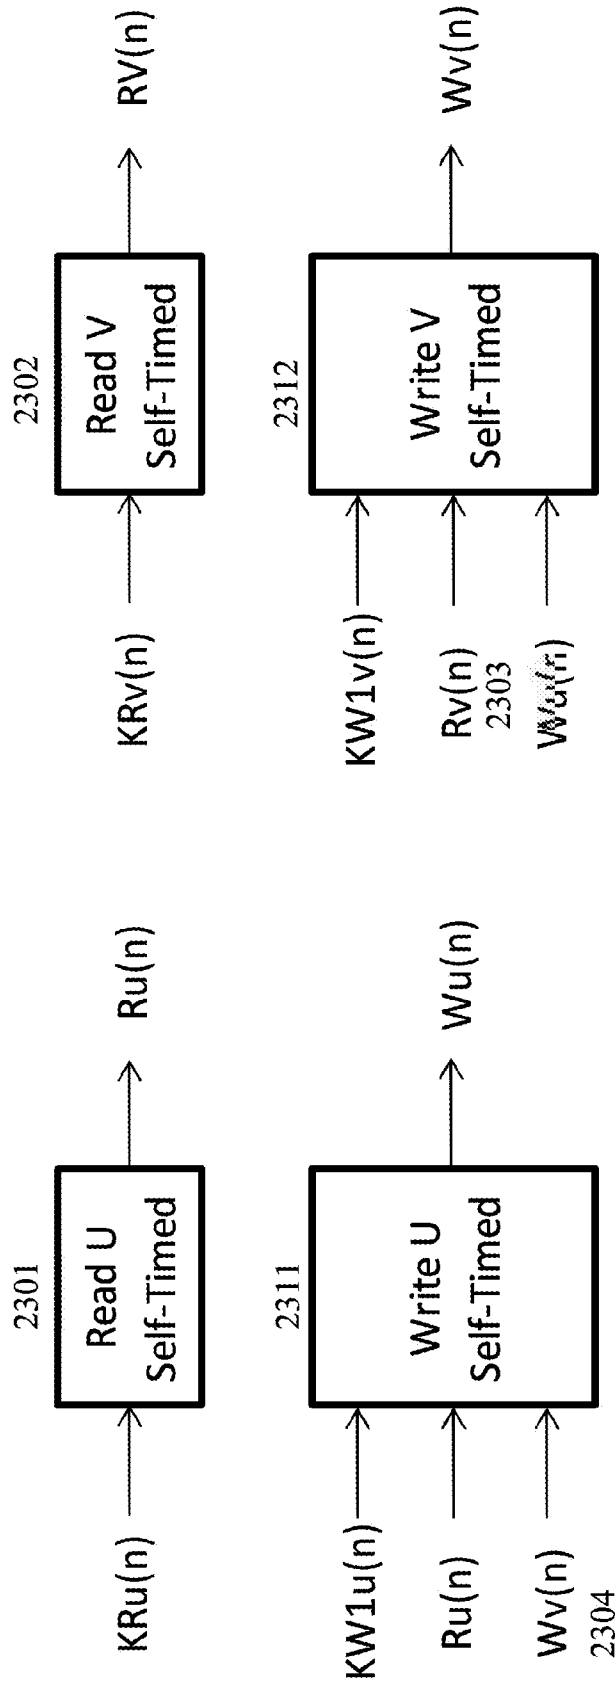 2301
KRu(n)
Read U
Self-Timed
Ru(n)
2311
KW1u(n)
Ru(n)
Wv(n)
2304
Write U
Self-Timed
Wu(n)
2302
KRv(n)
Read V
Self-Timed
RV(n)
2312
KW1v(n)
Rv(n)
2303
Wu(n)
Write V
Self-Timed
Wv(n)